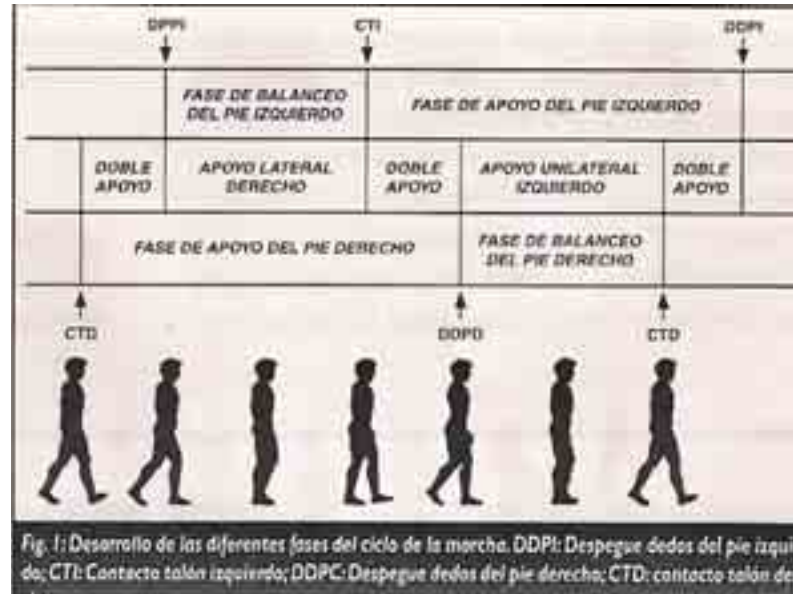 DPPI CTI DDPI
FASE DE BALANCEO
DEL PIE IZQUIERDO
FASE DE APOYO DEL PIE IZQUIERDO
DOBLE
APOYO
APOYO LATERAL
DERECHO
DOBLE
APOYO
APOYO UNILATERAL
IZQUIERDO
DOBLE
APOYO
FASE DE APOYO DEL PIE DERECHO
FASE DE BALANCEO
DEL PIE DERECHO
CTD DDPD CTD
Fig. 1: Desarrollo de las diferentes fases del ciclo de la marcha. DDPI: Despegue dedos del pie izqui
do; CTI: Contacto talón izquierdo; DDPC: Despegue dedos del pie derecho; CTD: contacto talón de